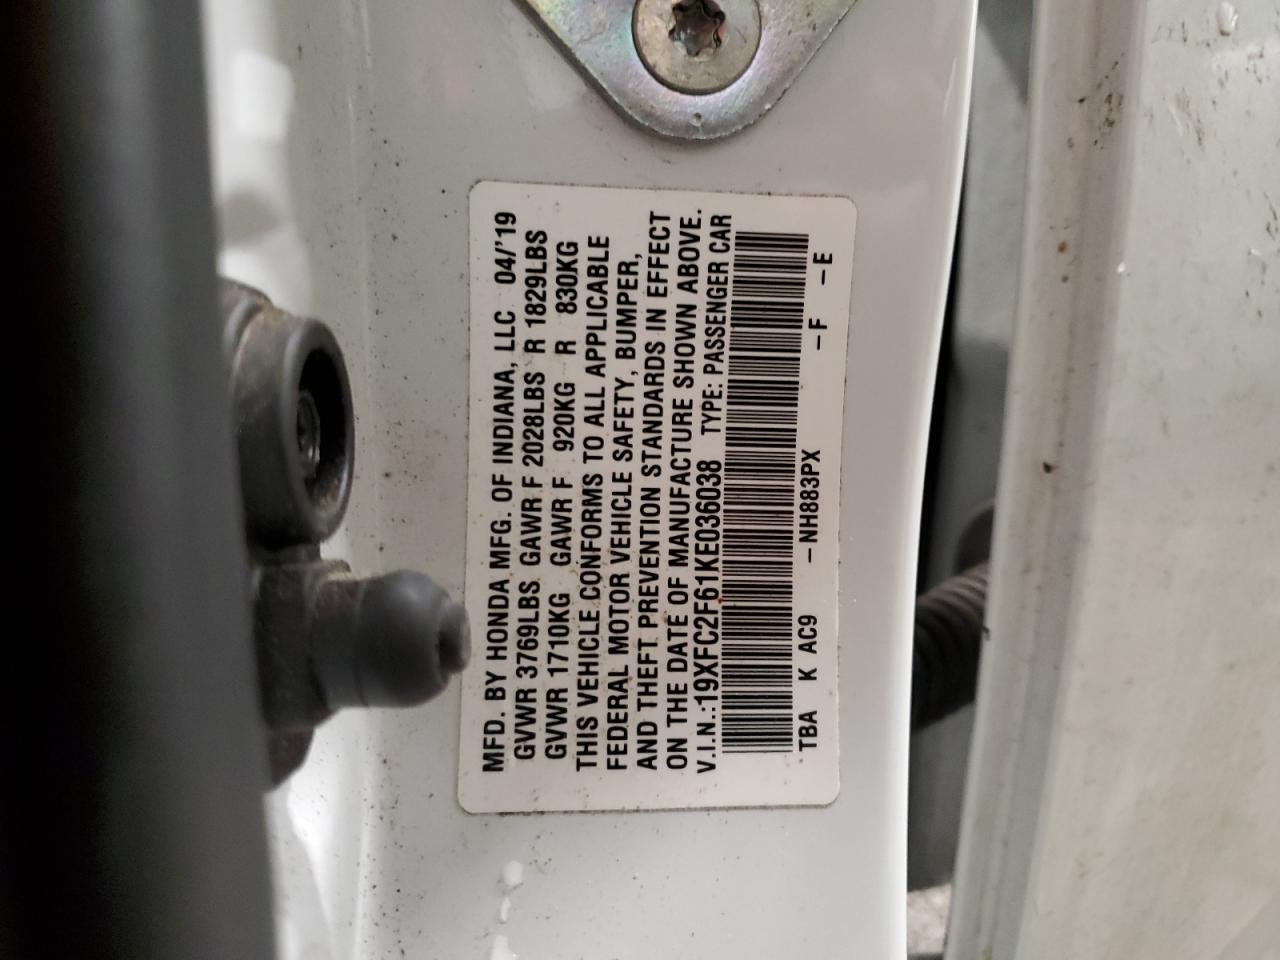 MFD. BY HONDA MFG. OF INDIANA, LLC 04/'19
GVWR 3769LBS GAWR F 2028LBS R 1829LBS
GVWR 1710KG GAWR F 920KG R 830KG
THIS VEHICLE CONFORMS TO ALL APPLICABLE
FEDERAL MOTOR VEHICLE SAFETY, BUMPER,
AND THEFT PREVENTION STANDARDS IN EFFECT
ON THE DATE OF MANUFACTURE SHOWN ABOVE.
V.I.N.:19XFC2F61KE036038 TYPE: PASSENGER CAR
TBA K AC9 -NH883PX -F -E